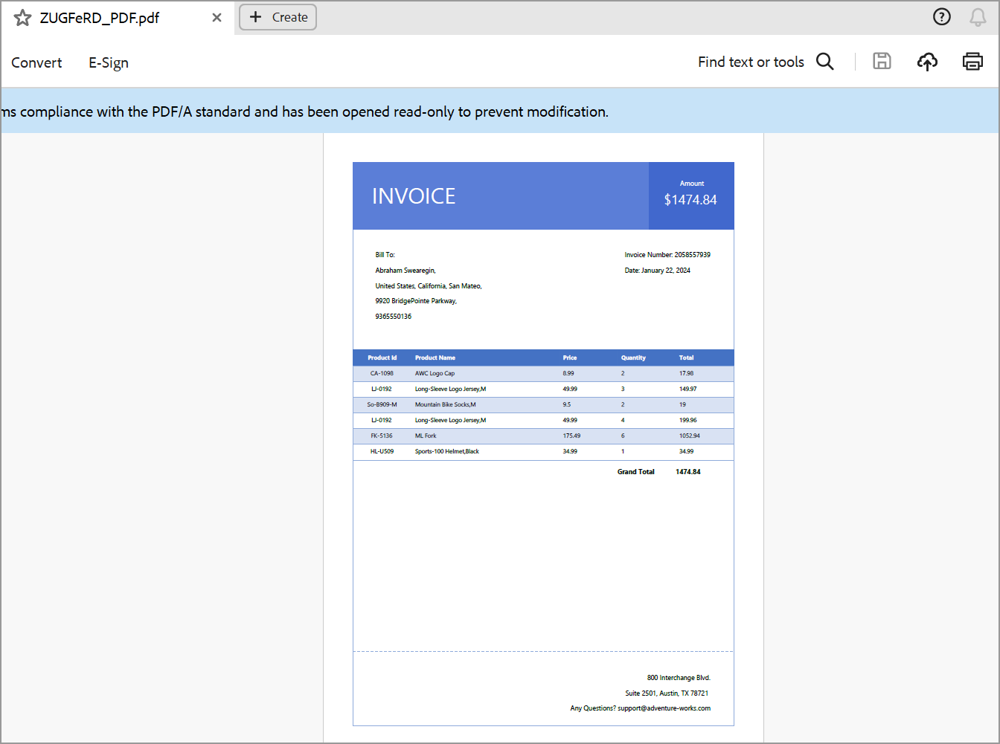 ZUGFeRD_PDF.pdf
Create
Convert E-Sign Find text or tools
ms compliance with the PDF/A standard and has been opened read-only to prevent modification.
INVOICE
Amount
$1474.84
Bill To:
Abraham Swearegin,
United States, California, San Mateo,
9920 BridgePointe Parkway,
9365550136
Invoice Number: 2058557939
Date: January 22, 2024
Product Id Product Name Price Quantity Total
CA-1098 AWC Logo Cap 8.99 2 17.98
LJ-0192 Long-Sleeve Logo Jersey,M 49.99 3 149.97
So-B909-M Mountain Bike Socks,M 9.5 2 19
LJ-0192 Long-Sleeve Logo Jersey,M 49.99 4 199.96
FK-5136 ML Fork 175.49 6 1052.94
HL-U509 Sports-100 Helmet,Black 34.99 1 34.99
Grand Total 1474.84
800 Interchange Blvd.
Suite 2501, Austin, TX 78721
Any Questions? support@adventure-works.com